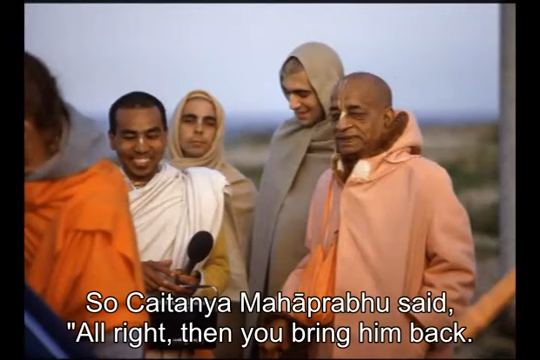 So Caitanya Mahāprabhu said,
"All right, then you bring him back.